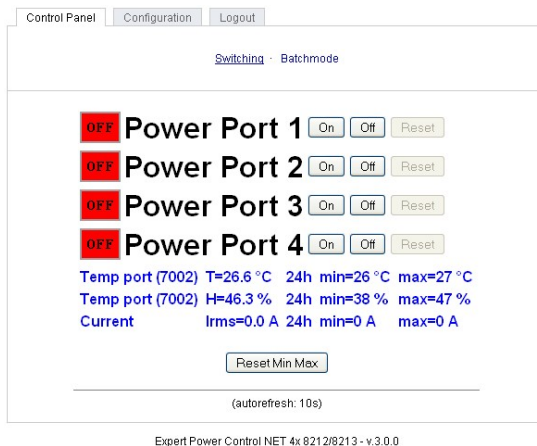 Control Panel Configuration Logout
Switching · Batchmode
OFF Power Port 1 On Off Reset
OFF Power Port 2 On Off Reset
OFF Power Port 3 On Off Reset
OFF Power Port 4 On Off Reset
Temp port (7002) T=26.6 °C 24h min=26 °C max=27 °C
Temp port (7002) H=46.3 % 24h min=38 % max=47 %
Current Irms=0.0 A 24h min=0 A max=0 A
Reset Min Max
(autorefresh: 10s)
Expert Power Control NET 4x 8212/8213 - v.3.0.0